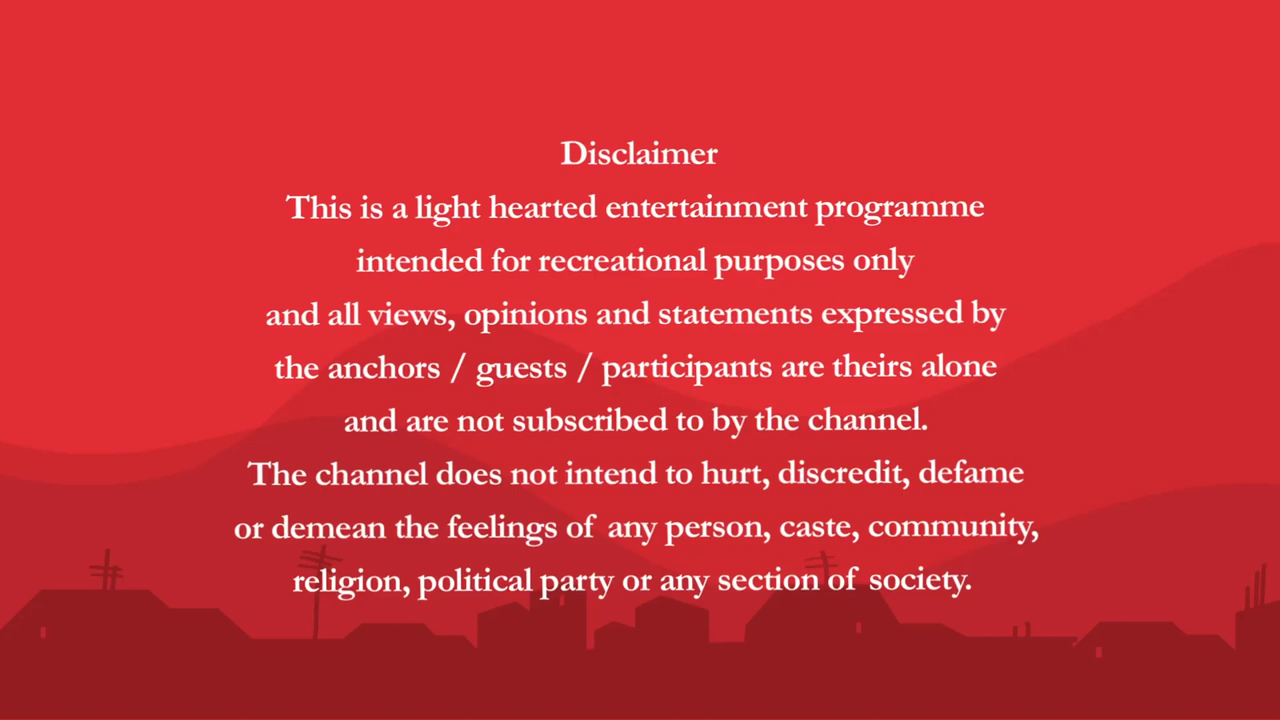 Disclaimer
This is a light hearted entertainment programme
intended for recreational purposes only
and all views, opinions and statements expressed by
the anchors / guests / participants are theirs alone
and are not subscribed to by the channel.
The channel does not intend to hurt, discredit, defame
or demean the feelings of any person, caste, community,
religion, political party or any section of society.